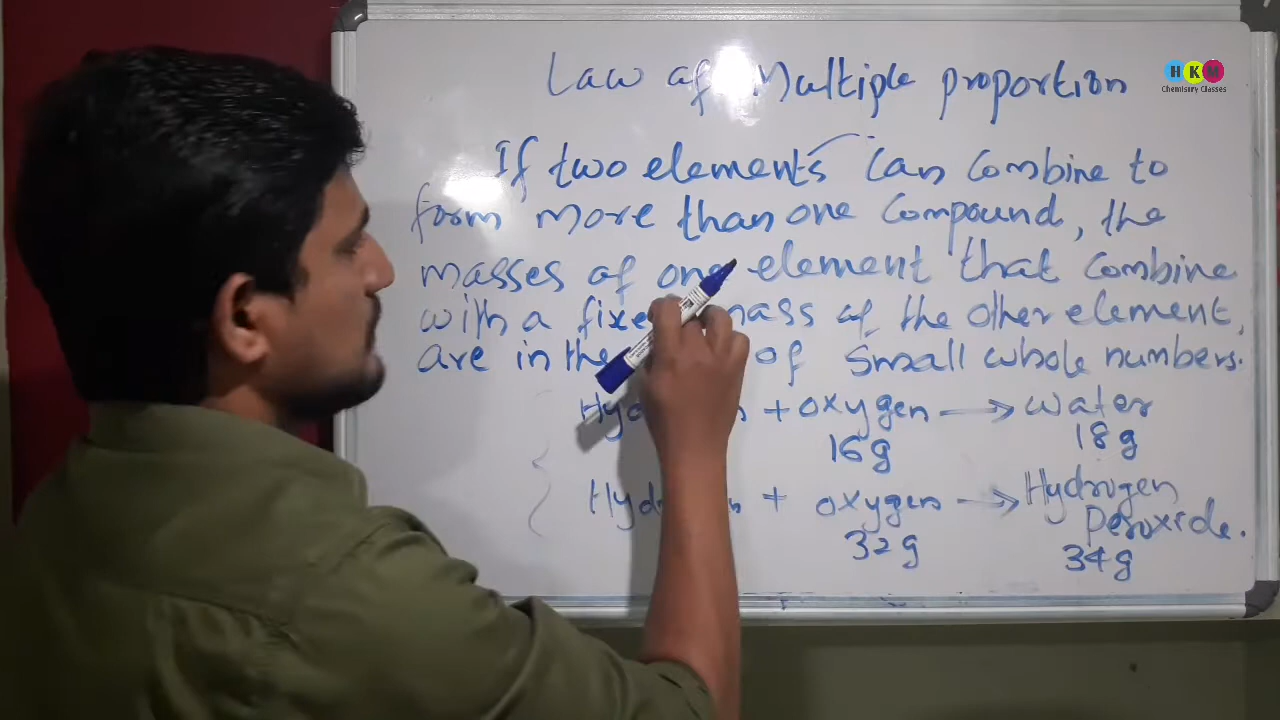 Law of Multiple proportion
H K M
Chemistry Classes
If two elements can combine to
form more than one compound, the
masses of one element that combine
with a fixed mass of the other element,
are in the of small whole numbers.
+ oxygen → water
16g 18g
+ oxygen → Hydrogen
peroxide.
32g 34g